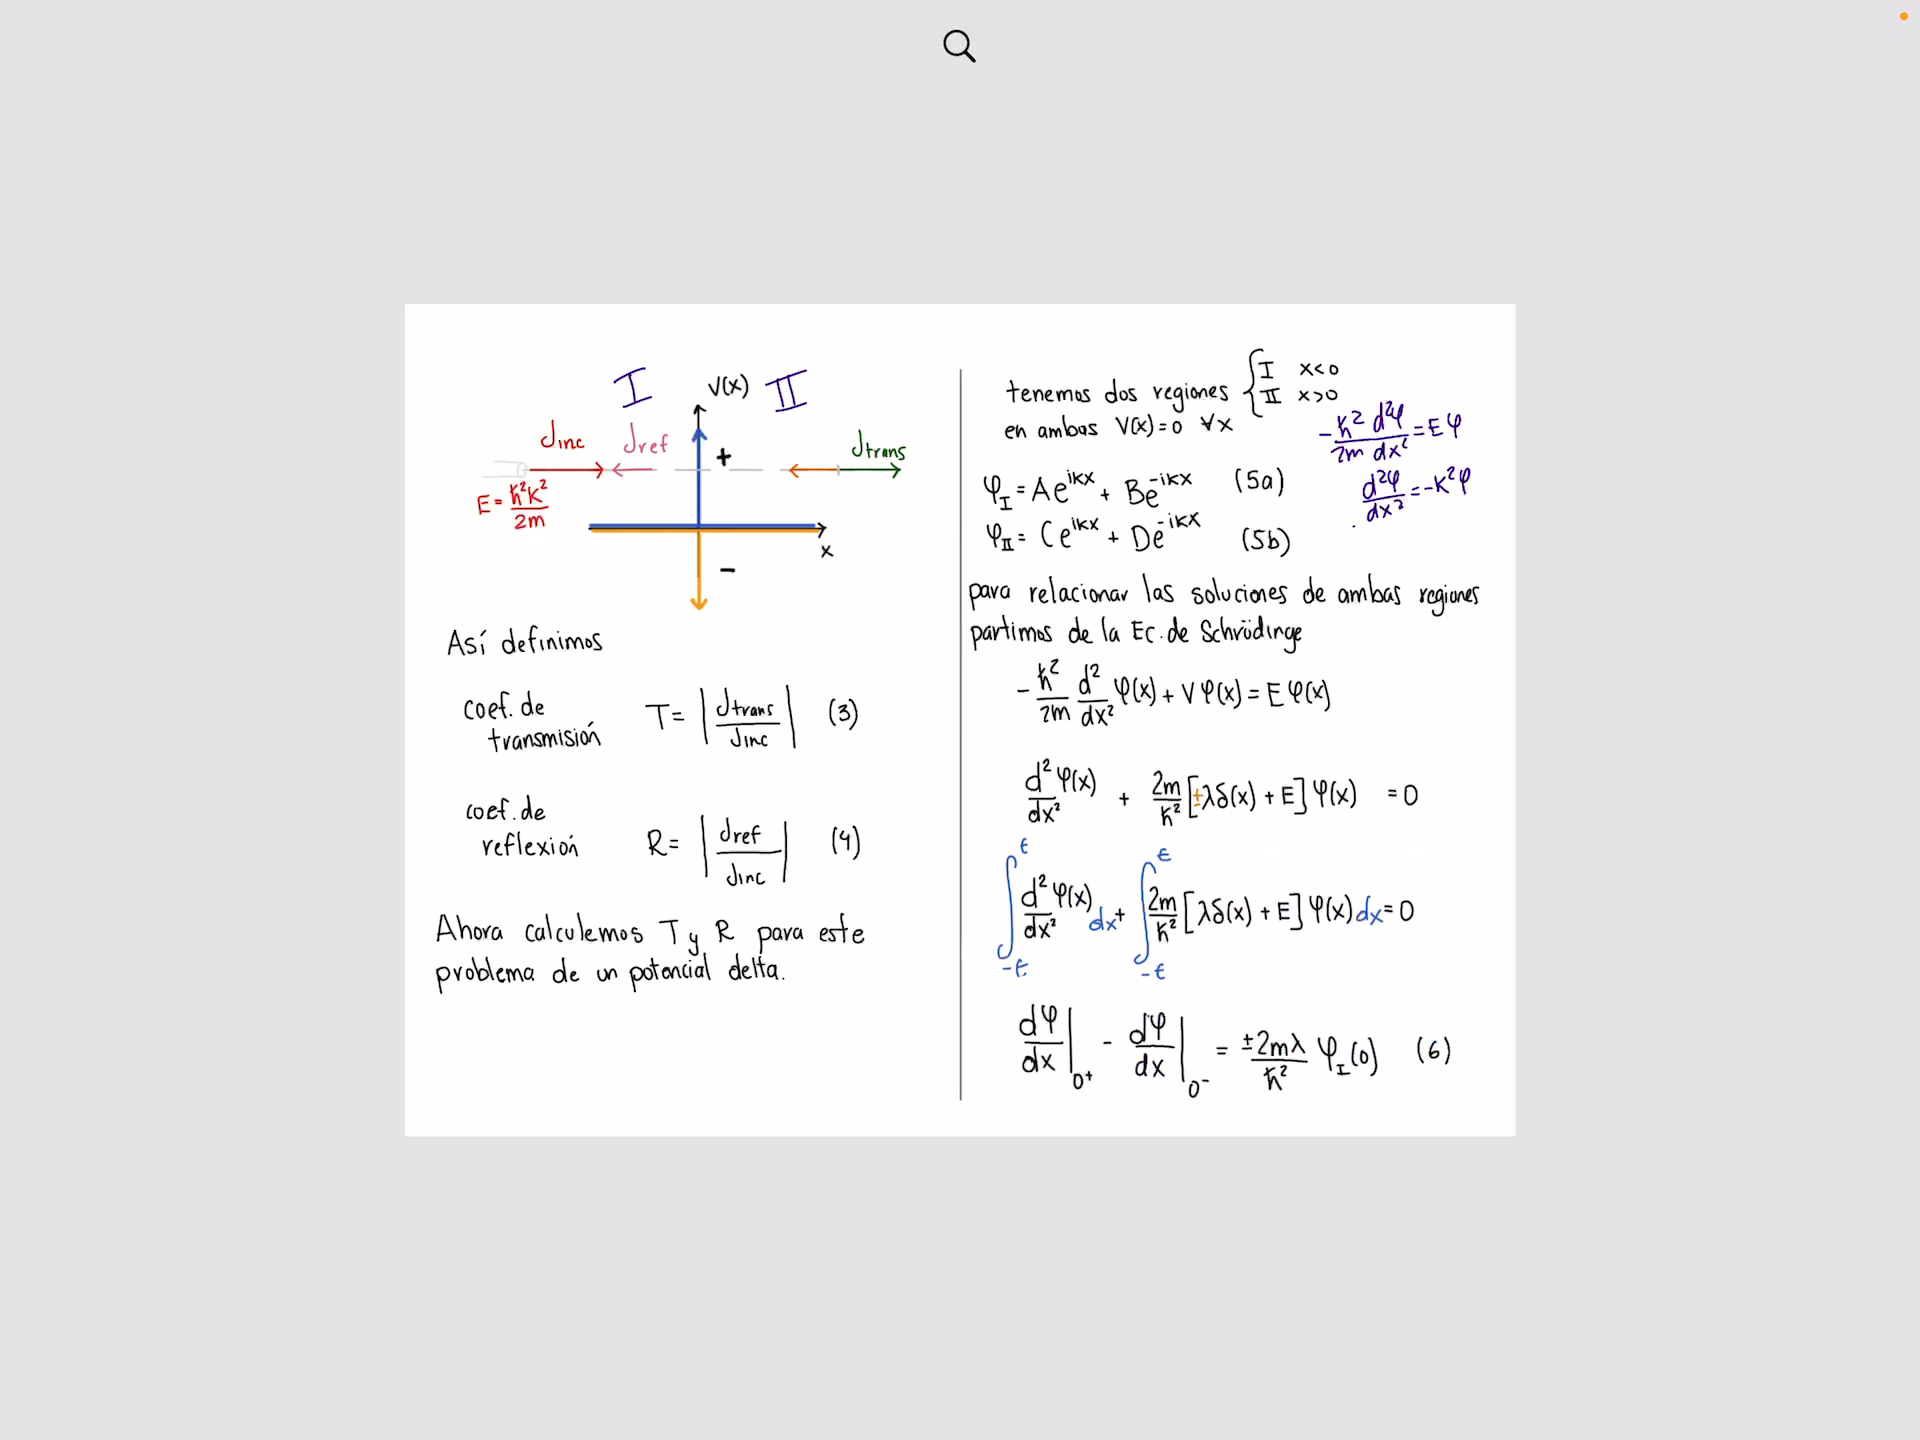 I V(x) II
Jinc Jref + Jtrans
E = ħ²k²/2m
x
-
Así definimos
coef. de transmisión T = |Jtrans/Jinc| (3)
coef. de reflexión R = |Jref/Jinc| (4)
Ahora calculemos T y R para este
problema de un potencial delta.
tenemos dos regiones { I x<0
II x>0
en ambas V(x)=0 ∀x
-ħ²/2m d²φ/dx² = Eφ
d²φ/dx² = -k²φ
φ_I = Ae^{ikx} + Be^{-ikx} (5a)
φ_II = Ce^{ikx} + De^{-ikx} (5b)
para relacionar las soluciones de ambas regiones
partimos de la Ec. de Schrödinge
-ħ²/2m d²/dx² φ(x) + Vφ(x) = Eφ(x)
d²φ(x)/dx² + 2m/ħ² [±λδ(x) + E] φ(x) = 0
∫_{-ϵ}^{ϵ} d²φ(x)/dx² dx + ∫_{-ϵ}^{ϵ} 2m/ħ² [λδ(x) + E] φ(x) dx = 0
dφ/dx|_{0⁺} - dφ/dx|_{0⁻} = ±2mλ/ħ² φ_I(0) (6)